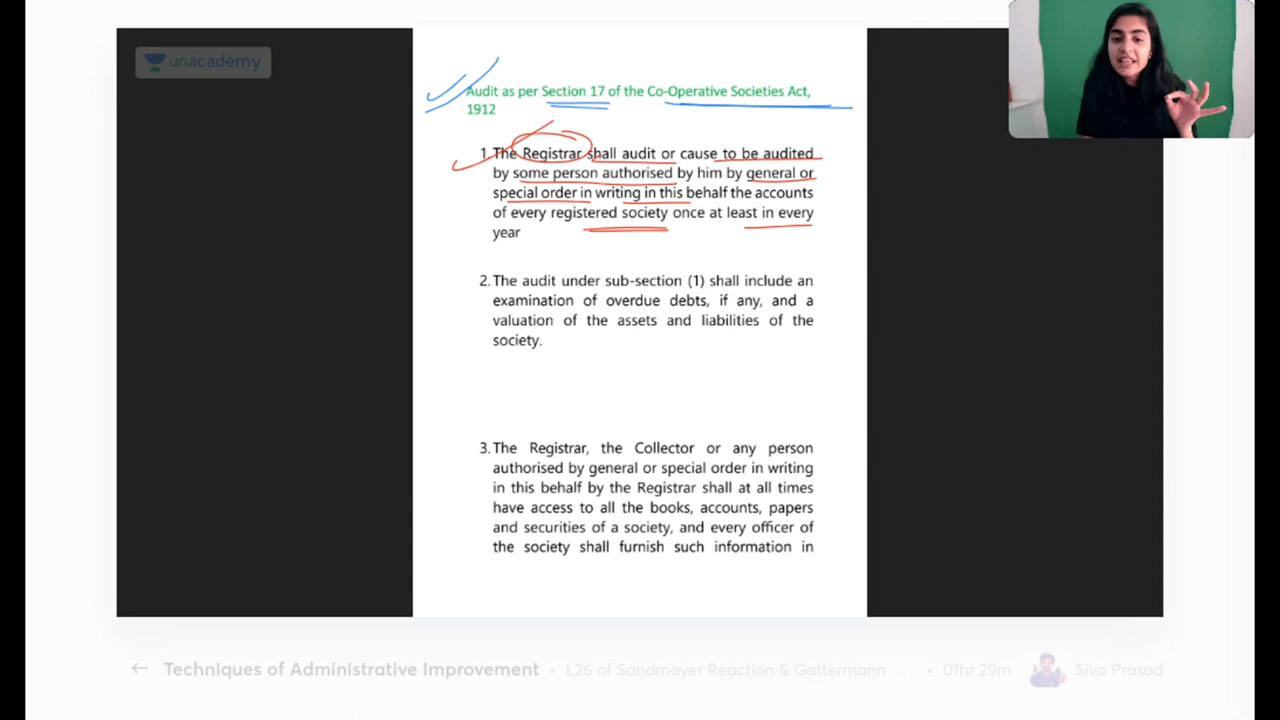 unacademy
Audit as per Section 17 of the Co-Operative Societies Act,
1912
1. The Registrar shall audit or cause to be audited
by some person authorised by him by general or
special order in writing in this behalf the accounts
of every registered society once at least in every
year
2. The audit under sub-section (1) shall include an
examination of overdue debts, if any, and a
valuation of the assets and liabilities of the
society.
3. The Registrar, the Collector or any person
authorised by general or special order in writing
in this behalf by the Registrar shall at all times
have access to all the books, accounts, papers
and securities of a society, and every officer of
the society shall furnish such information in
← Techniques of Administrative Improvement • L26 of Sandmayer Reaction & Gattermann ... • 01hr 29m Siva Prasad